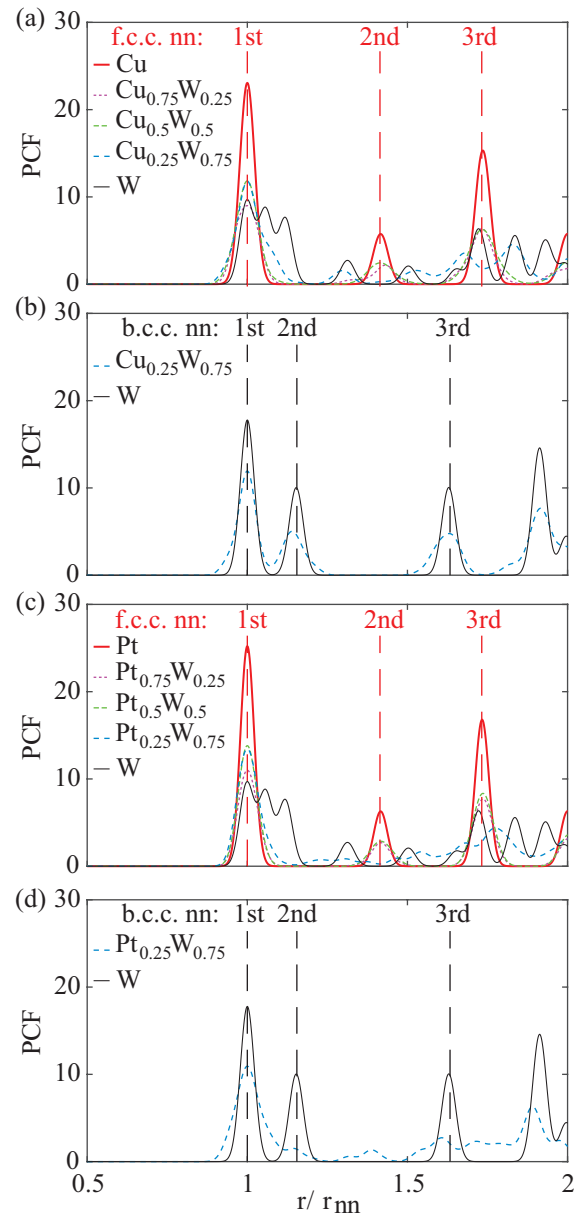 (a)
f.c.c. nn: 1st 2nd 3rd
Cu
Cu0.75W0.25
Cu0.5W0.5
Cu0.25W0.75
W
PCF
30
20
10
0
(b)
b.c.c. nn: 1st 2nd 3rd
Cu0.25W0.75
W
PCF
30
20
10
0
(c)
f.c.c. nn: 1st 2nd 3rd
Pt
Pt0.75W0.25
Pt0.5W0.5
Pt0.25W0.75
W
PCF
30
20
10
0
(d)
b.c.c. nn: 1st 2nd 3rd
Pt0.25W0.75
W
PCF
30
20
10
0
0.5 1 1.5 2
r/ rnn